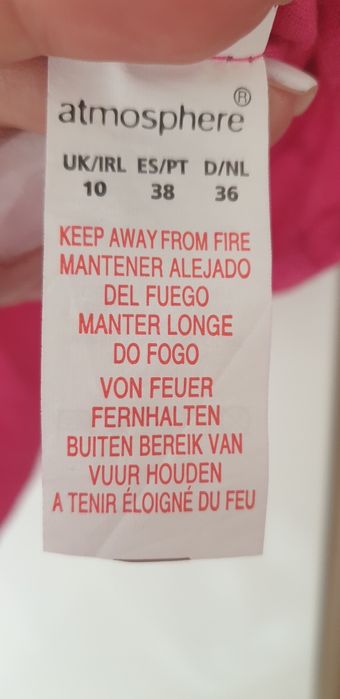 atmosphere®
UK/IRL ES/PT D/NL
10 38 36
KEEP AWAY FROM FIRE
MANTENER ALEJADO
DEL FUEGO
MANTER LONGE
DO FOGO
VON FEUER
FERNHALTEN
BUITEN BEREIK VAN
VUUR HOUDEN
A TENIR ÉLOIGNÉ DU FEU